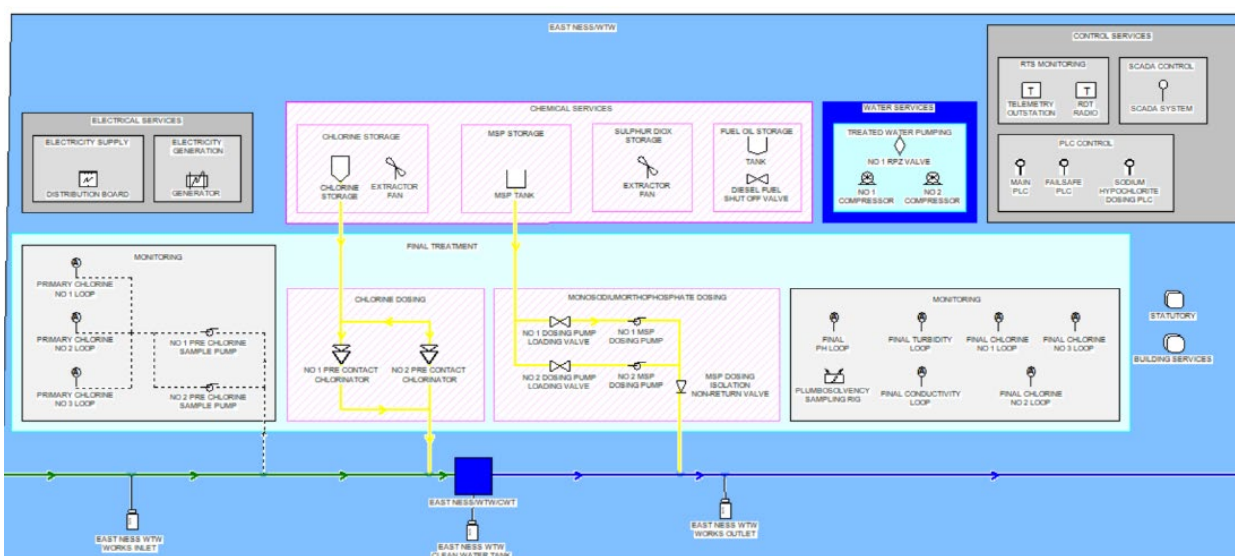 EAST NESS/WTW
CONTROL SERVICES
RTS MONITORING
TELEMETRY
OUTSTATION
RDT
RADIO
SCADA CONTROL
SCADA SYSTEM
PLC CONTROL
MAIN
PLC
FAILSAFE
PLC
SODIUM
HYPOCHLORITE
DOSING PLC
ELECTRICAL SERVICES
ELECTRICITY SUPPLY
DISTRIBUTION BOARD
ELECTRICITY
GENERATION
GENERATOR
CHEMICAL SERVICES
CHLORINE STORAGE
CHLORINE
STORAGE
EXTRACTOR
FAN
MSP STORAGE
MSP TANK
SULPHUR DIOX
STORAGE
EXTRACTOR
FAN
FUEL OIL STORAGE
TANK
DIESEL FUEL
SHUT OFF VALVE
WATER SERVICES
TREATED WATER PUMPING
NO 1 RPZ VALVE
NO 1
COMPRESSOR
NO 2
COMPRESSOR
FINAL TREATMENT
MONITORING
PRIMARY CHLORINE
NO 1 LOOP
PRIMARY CHLORINE
NO 2 LOOP
PRIMARY CHLORINE
NO 3 LOOP
NO 1 PRE CHLORINE
SAMPLE PUMP
NO 2 PRE CHLORINE
SAMPLE PUMP
CHLORINE DOSING
NO 1 PRE CONTACT
CHLORINATOR
NO 2 PRE CONTACT
CHLORINATOR
MONOSODIUMORTHOPHOSPHATE DOSING
NO 1 DOSING PUMP
LOADING VALVE
NO 1 MSP
DOSING PUMP
NO 2 DOSING PUMP
LOADING VALVE
NO 2 MSP
DOSING PUMP
MSP DOSING
ISOLATION
NON-RETURN VALVE
MONITORING
FINAL
PH LOOP
FINAL TURBIDITY
LOOP
FINAL CHLORINE
NO 1 LOOP
FINAL CHLORINE
NO 3 LOOP
PLUMBOSOLVENCY
SAMPLING RIG
FINAL CONDUCTIVITY
LOOP
FINAL CHLORINE
NO 2 LOOP
STATUTORY
BUILDING SERVICES
EAST NESS/WTW/CWT
EAST NESS WTW
WORKS INLET
EAST NESS WTW
CLEAN WATER TANK
EAST NESS WTW
WORKS OUTLET